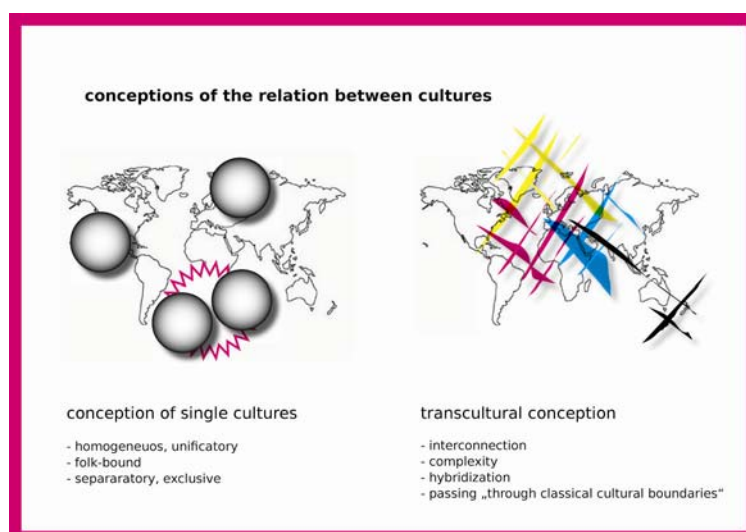 conceptions of the relation between cultures
conception of single cultures
- homogeneuos, unificatory
- folk-bound
- separaratory, exclusive
transcultural conception
- interconnection
- complexity
- hybridization
- passing „through classical cultural boundaries“